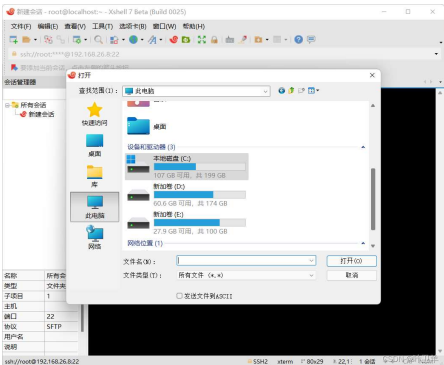 新建会话 - root@localhost:~ - Xshell 7 Beta (Build 0025)
文件(F) 编辑(E) 查看(V) 工具(T) 选项卡(B) 窗口(W) 帮助(H)
ssh://root:****@192.168.26.8:22
会话管理器
所有会话
新建会话
打开
查找范围(I): 此电脑
快速访问
桌面
库
此电脑
网络
桌面
设备和驱动器 (3)
本地磁盘 (C:)
107 GB 可用, 共 199 GB
新加卷 (D:)
60.6 GB 可用, 共 174 GB
新加卷 (E:)
27.9 GB 可用, 共 100 GB
网络位置 (1)
文件名(N): 打开(O)
文件类型(T): 所有文件 (*.*) 取消
发送文件到ASCII
名称 所有会
类型 文件夹
子项目 1
主机
端口 22
协议 SFTP
用户名
说明
ssh://root@192.168.26.8:22 SSH2 xterm 80x29 22,1 1 会话